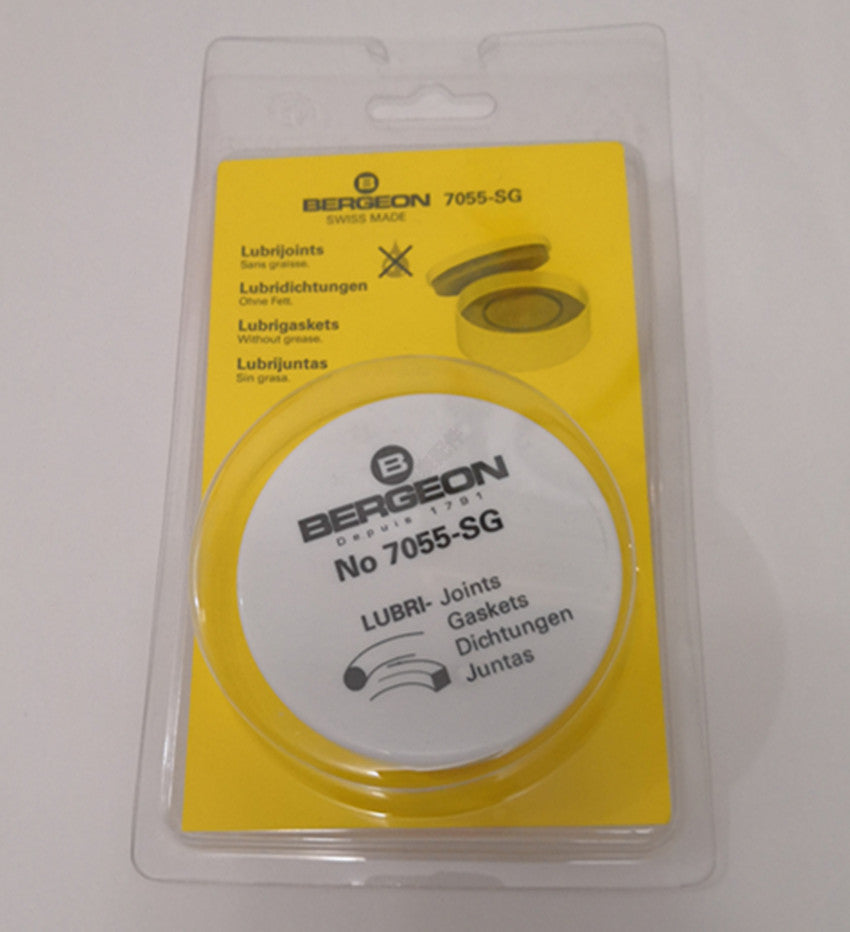 B
BERGEON 7055-SG
SWISS MADE
Lubrijoints
Sans graisse.
Lubridichtungen
Ohne Fett.
Lubrigaskets
Without grease.
Lubrijuntas
Sin grasa.
B
BERGEON
Depuis 1791
No 7055-SG
LUBRI- Joints
Gaskets
Dichtungen
Juntas